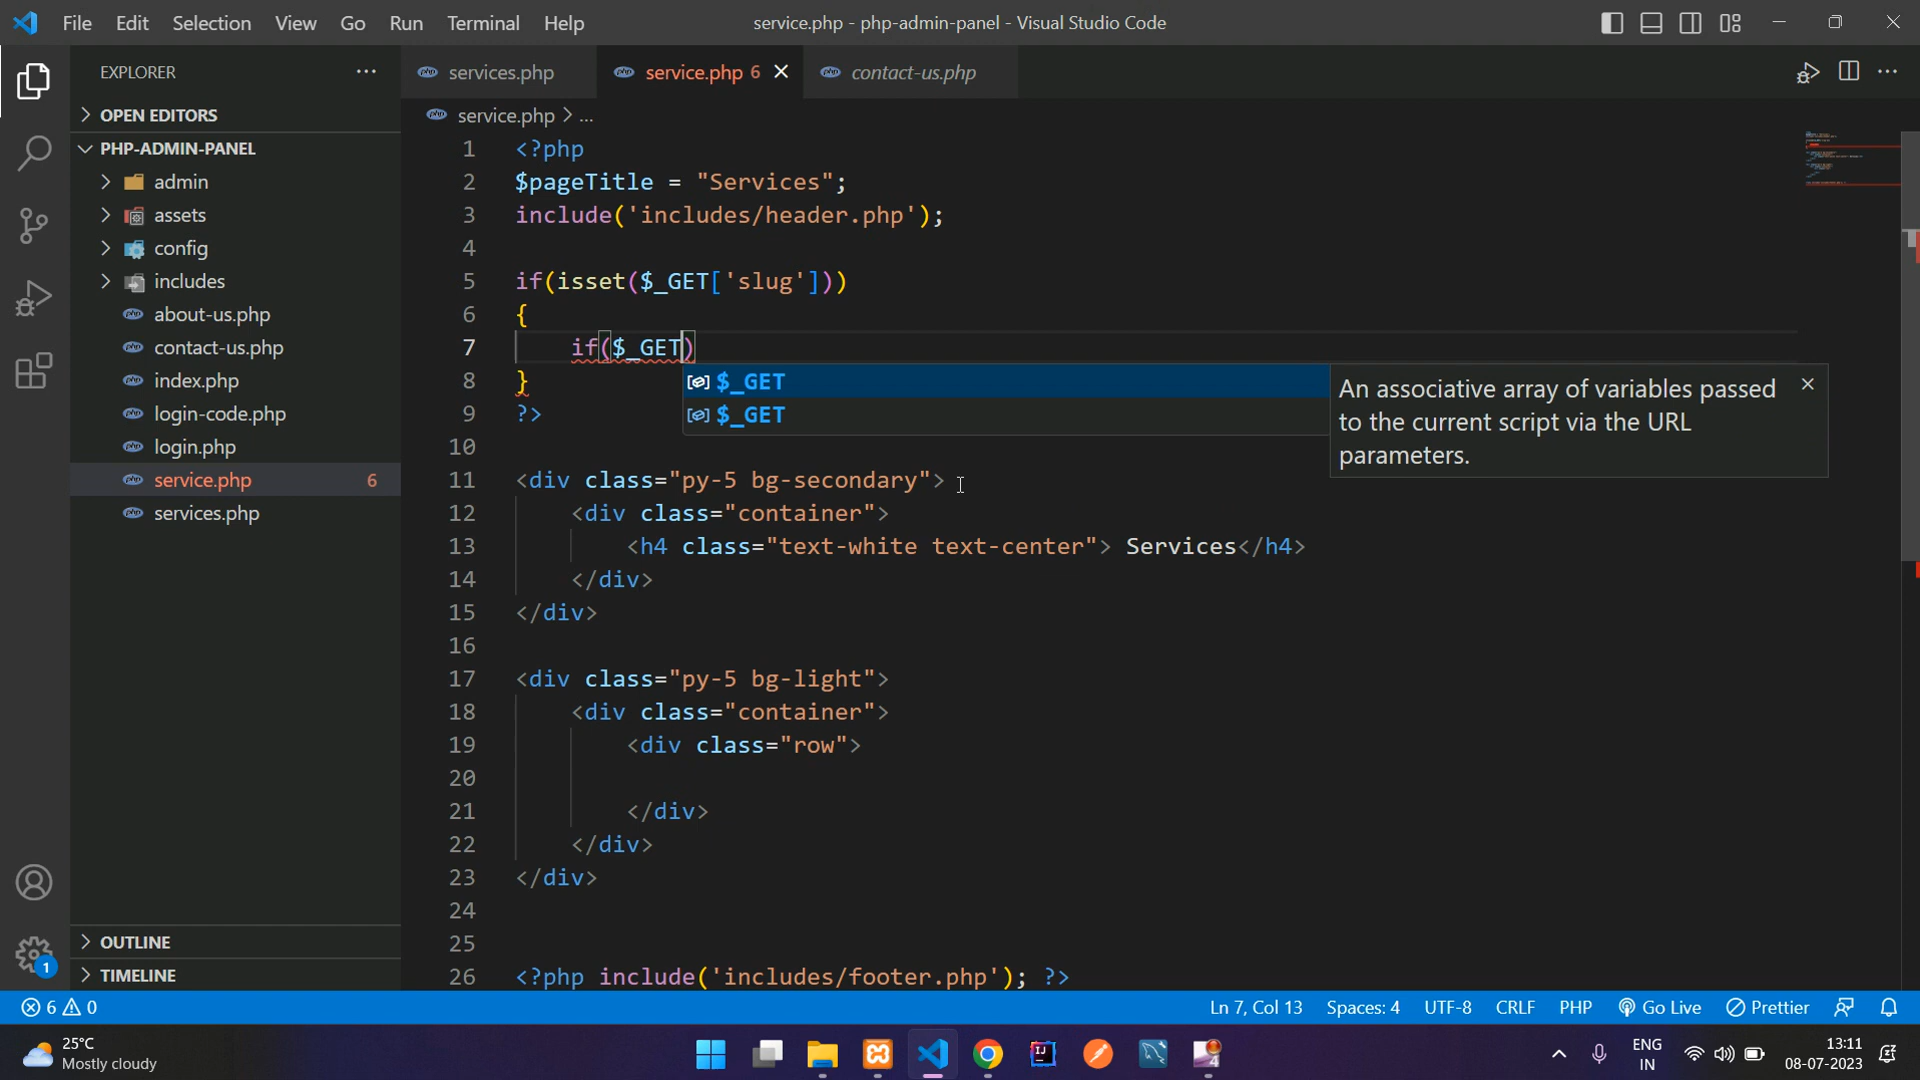 File Edit Selection View Go Run Terminal Help
service.php - php-admin-panel - Visual Studio Code
EXPLORER
OPEN EDITORS
PHP-ADMIN-PANEL
admin
assets
config
includes
about-us.php
contact-us.php
index.php
login-code.php
login.php
service.php 6
services.php
OUTLINE
TIMELINE
services.php
service.php 6
contact-us.php
service.php > ...
1 <?php
2 $pageTitle = "Services";
3 include('includes/header.php');
4
5 if(isset($_GET['slug']))
6 {
7 if($_GET)
8 }
9 ?>
10
11 <div class="py-5 bg-secondary">
12 <div class="container">
13 <h4 class="text-white text-center"> Services</h4>
14 </div>
15 </div>
16
17 <div class="py-5 bg-light">
18 <div class="container">
19 <div class="row">
20
21 </div>
22 </div>
23 </div>
24
25
26 <?php include('includes/footer.php'); ?>
$_GET
$_GET
An associative array of variables passed
to the current script via the URL
parameters.
1
6 0
Ln 7, Col 13 Spaces: 4 UTF-8 CRLF PHP Go Live Prettier
25°C
Mostly cloudy
IJ
ENG
IN
13:11
08-07-2023